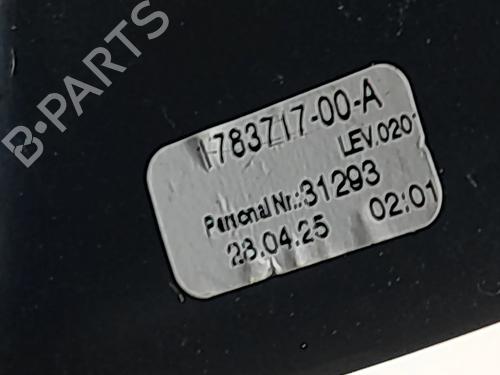 B-PARTS
1783717-00-A
LEV.020
Personal Nr.:31293
28.04.25 02:01